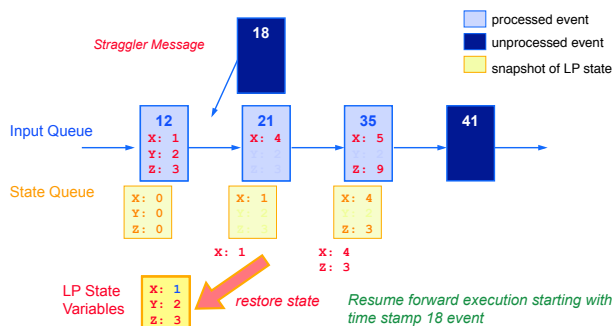 18
processed event
Straggler Message
unprocessed event
snapshot of LP state
12
21
35
41
Input Queue
X: 1
Y: 2
Z: 3
X: 4
X: 5
Z: 9
State Queue
X: 0
Y: 0
Z: 0
X: 1
X: 4
Z: 3
X: 1
X: 4
Z: 3
LP State
Variables
X: 1
Y: 2
Z: 3
restore state
Resume forward execution starting with
time stamp 18 event